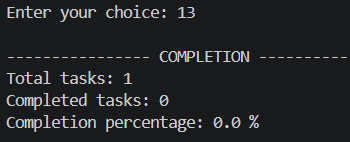 Enter your choice: 13
---------------- COMPLETION ----------
Total tasks: 1
Completed tasks: 0
Completion percentage: 0.0 %